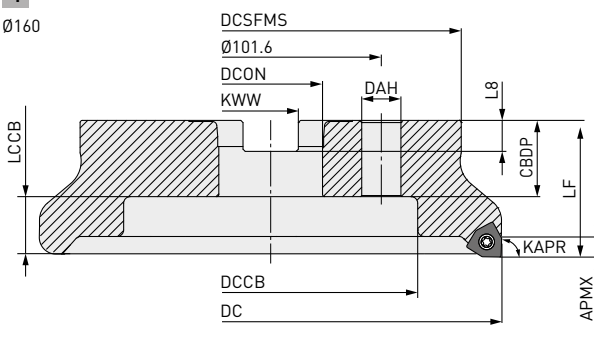 Ø160
DCSFMS
Ø101.6
DCON
DAH
KWW
L8
LCCB
CBDP
LF
KAPR
DCCB
DC
APMX